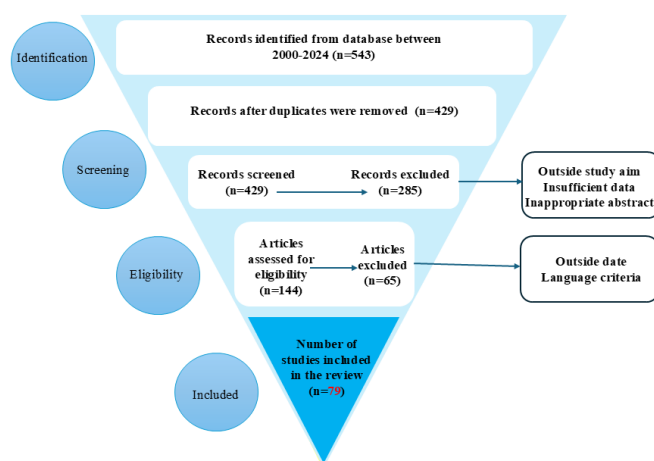 Identification
Records identified from database between
2000-2024 (n=543)
Records after duplicates were removed (n=429)
Screening
Records screened
(n=429)
Records excluded
(n=285)
Outside study aim
Insufficient data
Inappropriate abstract
Eligibility
Articles
assessed for
eligibility
(n=144)
Articles
excluded
(n=65)
Outside date
Language criteria
Included
Number of
studies included
in the review
(n=79)